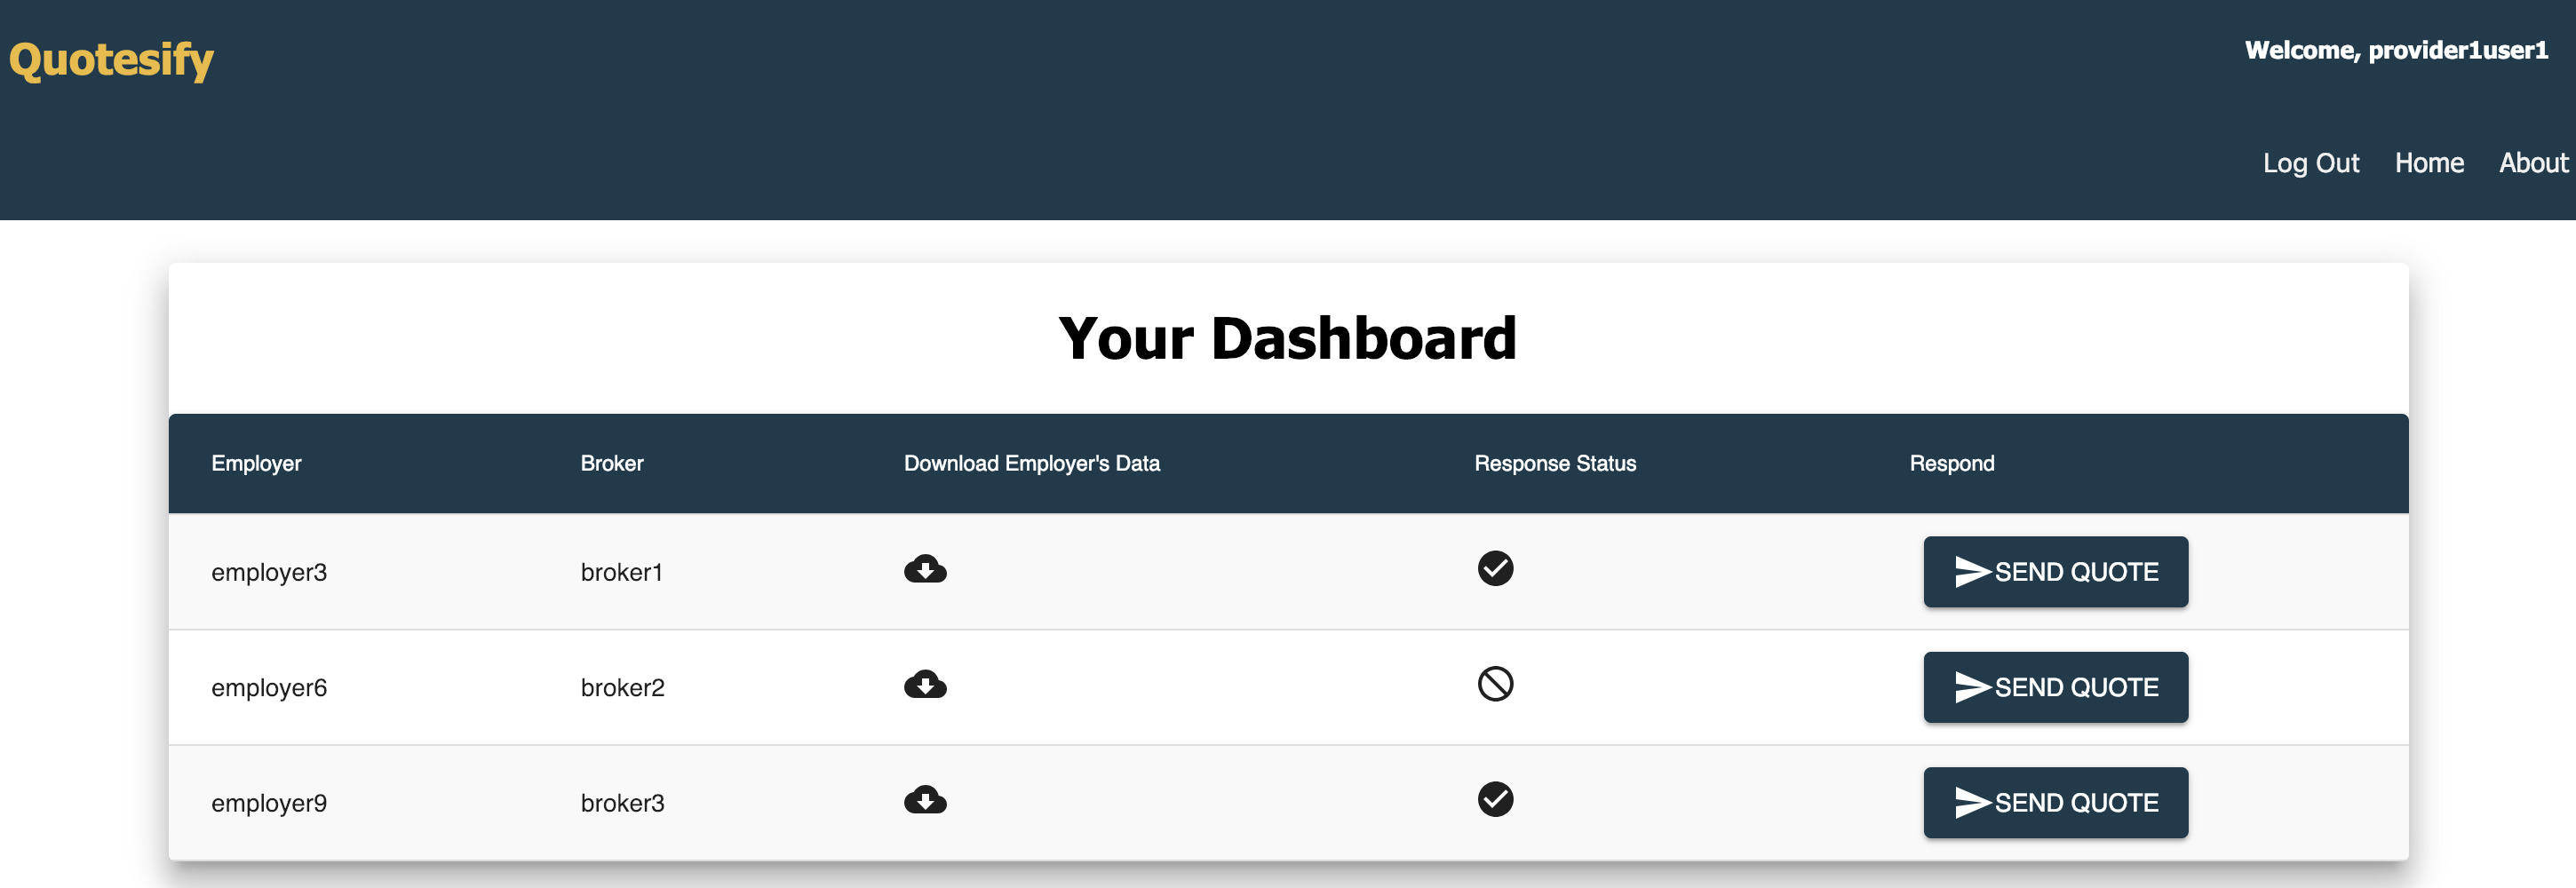 Quotesify
Welcome, provider1user1
Log Out Home About
Your Dashboard
Employer Broker Download Employer's Data Response Status Respond
employer3 broker1 SEND QUOTE
employer6 broker2 SEND QUOTE
employer9 broker3 SEND QUOTE